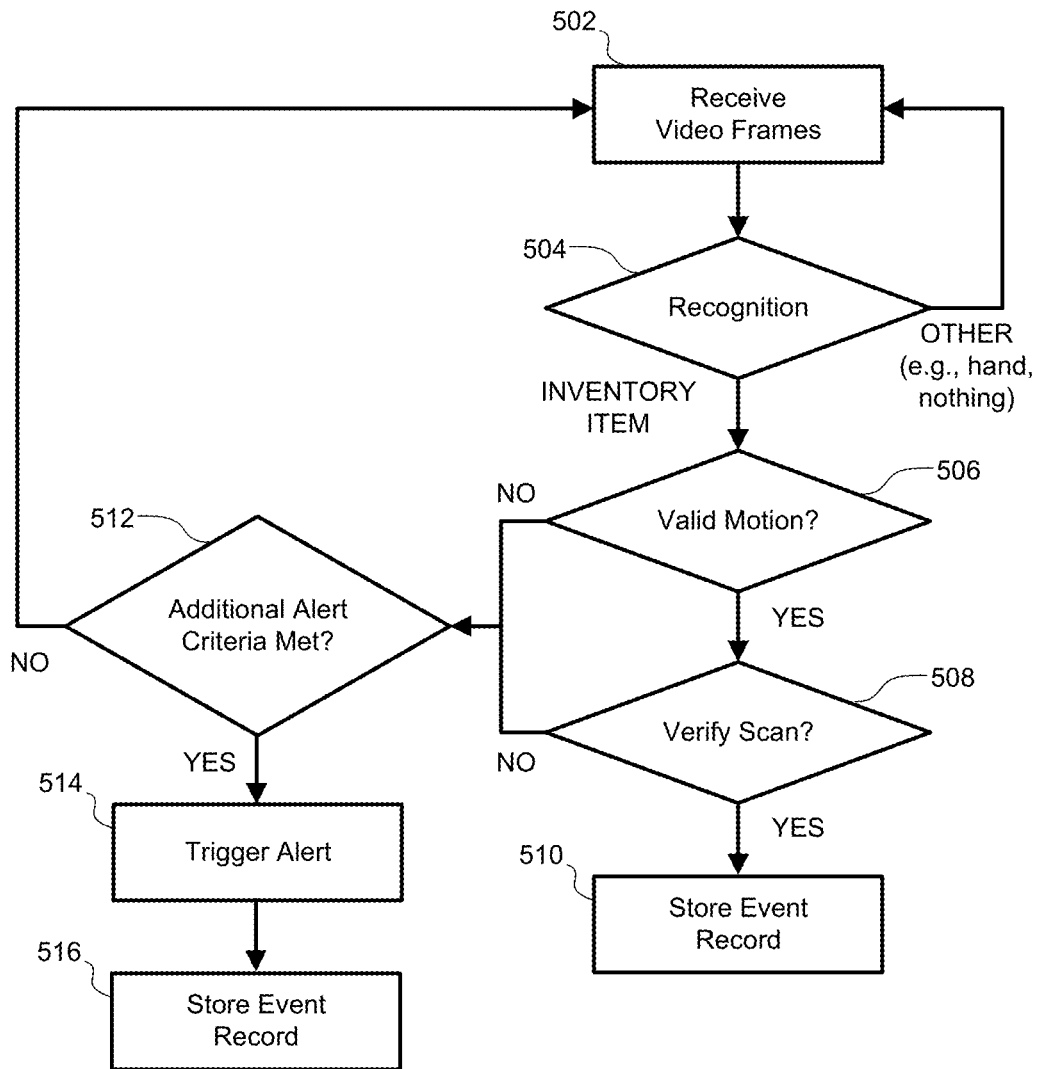 502
Receive
Video Frames
504
Recognition
OTHER
(e.g., hand,
nothing)
INVENTORY
ITEM
506
NO
Valid Motion?
512
YES
Additional Alert
Criteria Met?
NO
508
Verify Scan?
NO
YES
514
YES
Trigger Alert
510
Store Event
Record
516
Store Event
Record